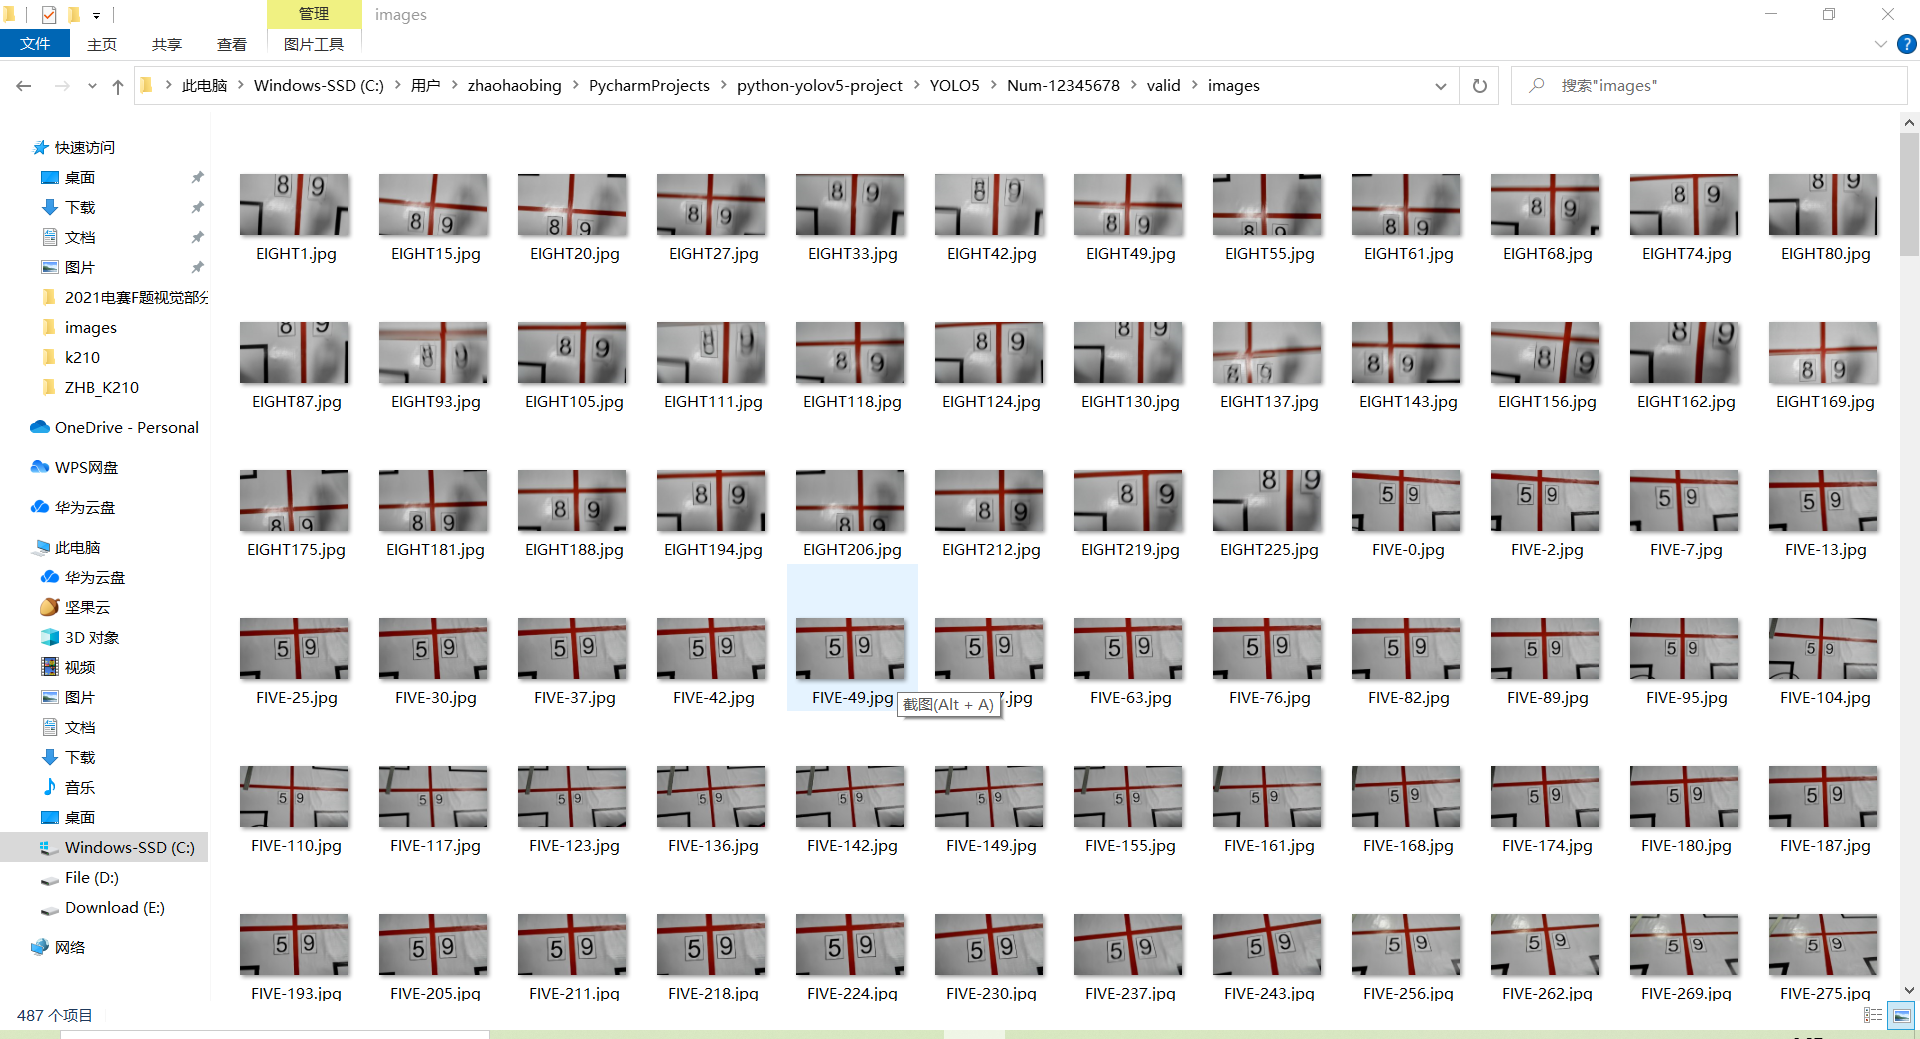 管理
images
文件 主页 共享 查看 图片工具
此电脑 Windows-SSD (C:) 用户 zhaohaobing PycharmProjects python-yolov5-project YOLO5 Num-12345678 valid images
搜索"images"
快速访问
桌面
下载
文档
图片
2021电赛F题视觉部分
images
k210
ZHB_K210
OneDrive - Personal
WPS网盘
华为云盘
此电脑
华为云盘
坚果云
3D 对象
视频
图片
文档
下载
音乐
桌面
Windows-SSD (C:)
File (D:)
Download (E:)
网络
EIGHT1.jpg EIGHT15.jpg EIGHT20.jpg EIGHT27.jpg EIGHT33.jpg EIGHT42.jpg EIGHT49.jpg EIGHT55.jpg EIGHT61.jpg EIGHT68.jpg EIGHT74.jpg EIGHT80.jpg
EIGHT87.jpg EIGHT93.jpg EIGHT105.jpg EIGHT111.jpg EIGHT118.jpg EIGHT124.jpg EIGHT130.jpg EIGHT137.jpg EIGHT143.jpg EIGHT156.jpg EIGHT162.jpg EIGHT169.jpg
EIGHT175.jpg EIGHT181.jpg EIGHT188.jpg EIGHT194.jpg EIGHT206.jpg EIGHT212.jpg EIGHT219.jpg EIGHT225.jpg FIVE-0.jpg FIVE-2.jpg FIVE-7.jpg FIVE-13.jpg
FIVE-25.jpg FIVE-30.jpg FIVE-37.jpg FIVE-42.jpg FIVE-49.jpg 7.jpg FIVE-63.jpg FIVE-76.jpg FIVE-82.jpg FIVE-89.jpg FIVE-95.jpg FIVE-104.jpg
截图(Alt + A)
FIVE-110.jpg FIVE-117.jpg FIVE-123.jpg FIVE-136.jpg FIVE-142.jpg FIVE-149.jpg FIVE-155.jpg FIVE-161.jpg FIVE-168.jpg FIVE-174.jpg FIVE-180.jpg FIVE-187.jpg
FIVE-193.jpg FIVE-205.jpg FIVE-211.jpg FIVE-218.jpg FIVE-224.jpg FIVE-230.jpg FIVE-237.jpg FIVE-243.jpg FIVE-256.jpg FIVE-262.jpg FIVE-269.jpg FIVE-275.jpg
487 个项目